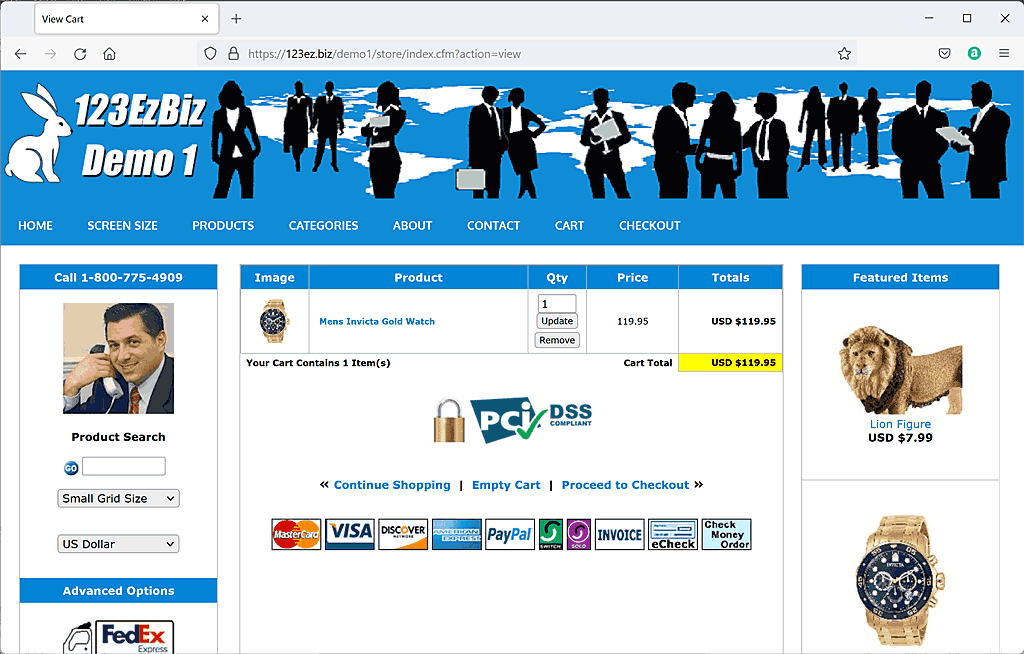 View Cart
https://123ez.biz/demo1/store/index.cfm?action=view
a
123EzBiz
Demo 1
HOME SCREEN SIZE PRODUCTS CATEGORIES ABOUT CONTACT CART CHECKOUT
Call 1-800-775-4909
Product Search
GO
Small Grid Size
US Dollar
Advanced Options
FedEx
Express
Image Product Qty Price Totals
1
Mens Invicta Gold Watch Update 119.95 USD $119.95
Remove
Your Cart Contains 1 Item(s) Cart Total USD $119.95
PCi DSS
COMPLIANT
« Continue Shopping | Empty Cart | Proceed to Checkout »
MasterCard VISA DISCOVER NETWORK AMERICAN EXPRESS PayPal SWITCH SOLO INVOICE eCheck Check Money Order
Featured Items
Lion Figure
USD $7.99
INVICTA